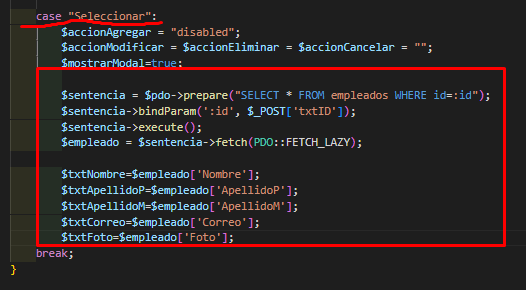 case "Seleccionar":
$accionAgregar = "disabled";
$accionModificar = $accionEliminar = $accionCancelar = "";
$mostrarModal=true;
$sentencia = $pdo->prepare("SELECT * FROM empleados WHERE id=:id");
$sentencia->bindParam(':id', $_POST['txtID']);
$sentencia->execute();
$empleado = $sentencia->fetch(PDO::FETCH_LAZY);
$txtNombre=$empleado['Nombre'];
$txtApellidoP=$empleado['ApellidoP'];
$txtApellidoM=$empleado['ApellidoM'];
$txtCorreo=$empleado['Correo'];
$txtFoto=$empleado['Foto'];
break;
}